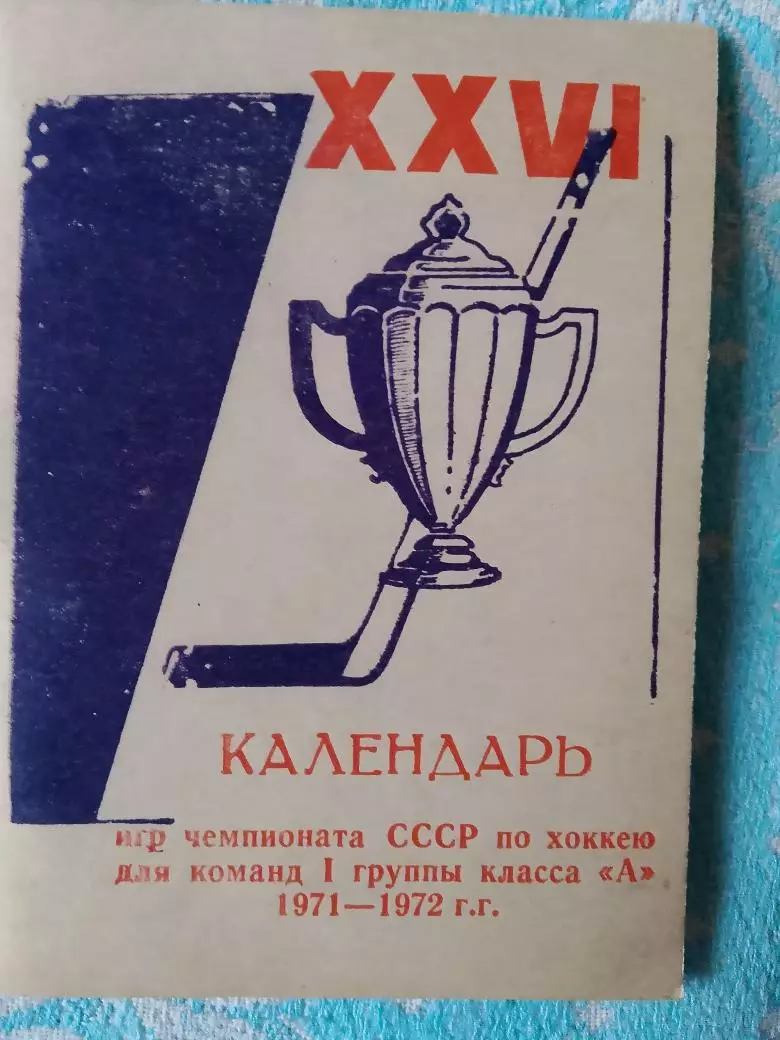 XXVI
КАЛЕНДАРЬ
игр чемпионата СССР по хоккею
для команд I группы класса «А»
1971—1972 г.г.